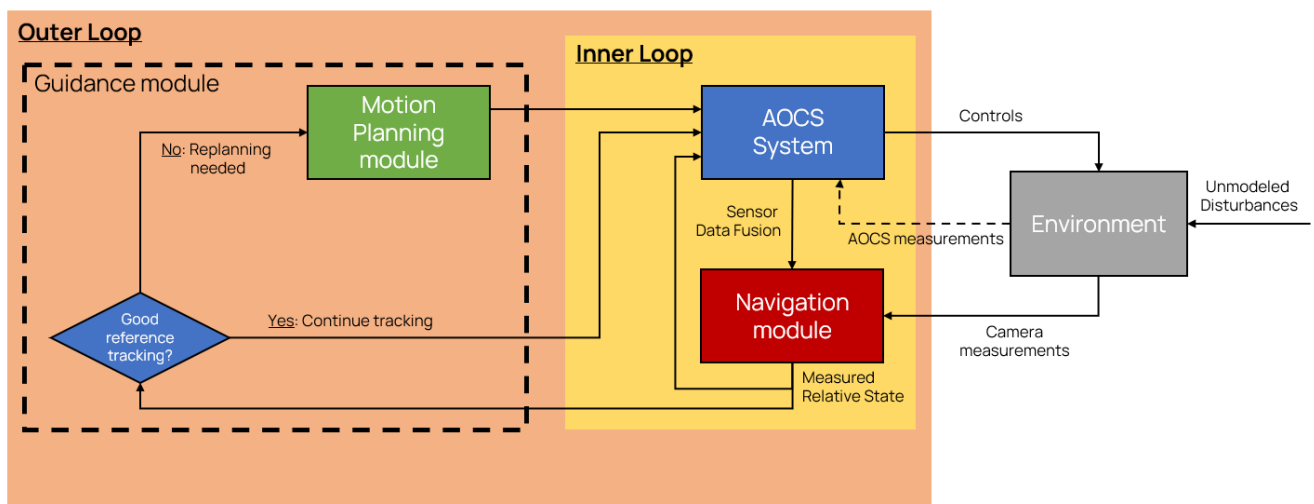 Outer Loop
Guidance module
Motion
Planning
module
No: Replanning
needed
Good
reference
tracking?
Yes: Continue tracking
Inner Loop
AOCS
System
Sensor
Data Fusion
AOCS measurements
Navigation
module
Measured
Relative State
Controls
Environment
Unmodeled
Disturbances
Camera
measurements